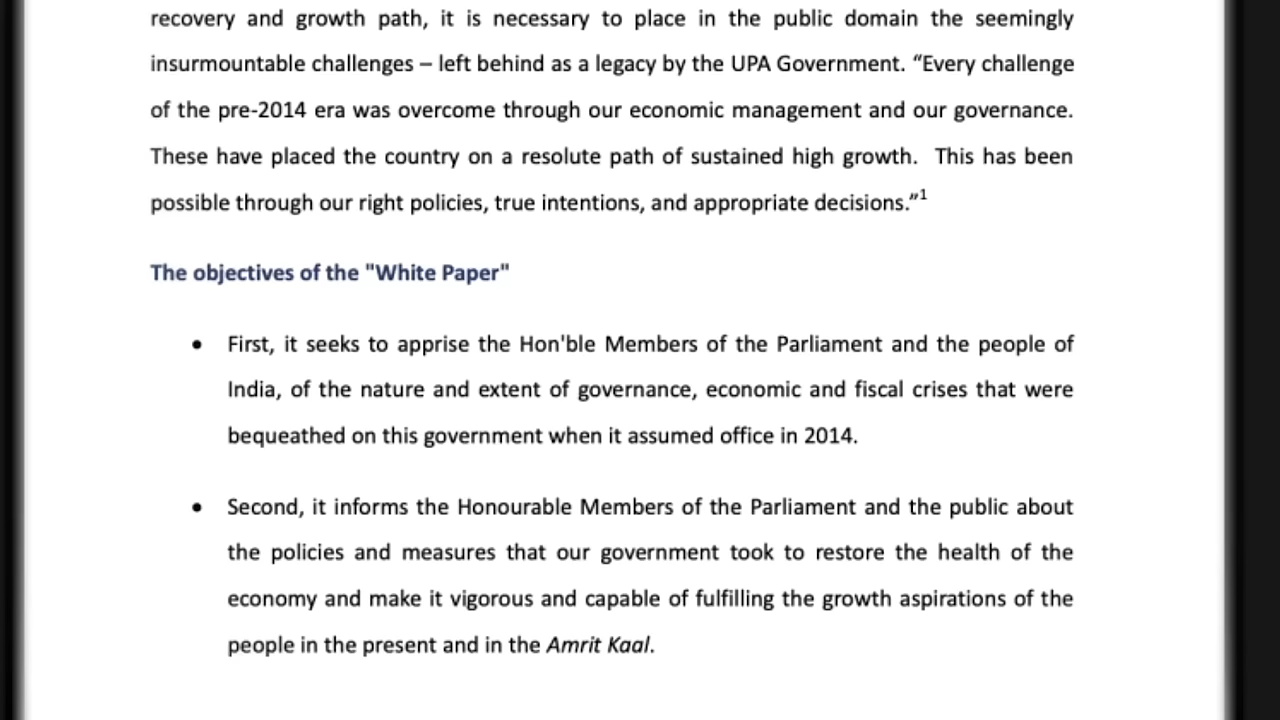 recovery and growth path, it is necessary to place in the public domain the seemingly
insurmountable challenges – left behind as a legacy by the UPA Government. “Every challenge
of the pre-2014 era was overcome through our economic management and our governance.
These have placed the country on a resolute path of sustained high growth.  This has been
possible through our right policies, true intentions, and appropriate decisions.”1
The objectives of the "White Paper"
• First, it seeks to apprise the Hon'ble Members of the Parliament and the people of
India, of the nature and extent of governance, economic and fiscal crises that were
bequeathed on this government when it assumed office in 2014.
• Second, it informs the Honourable Members of the Parliament and the public about
the policies and measures that our government took to restore the health of the
economy and make it vigorous and capable of fulfilling the growth aspirations of the
people in the present and in the Amrit Kaal.